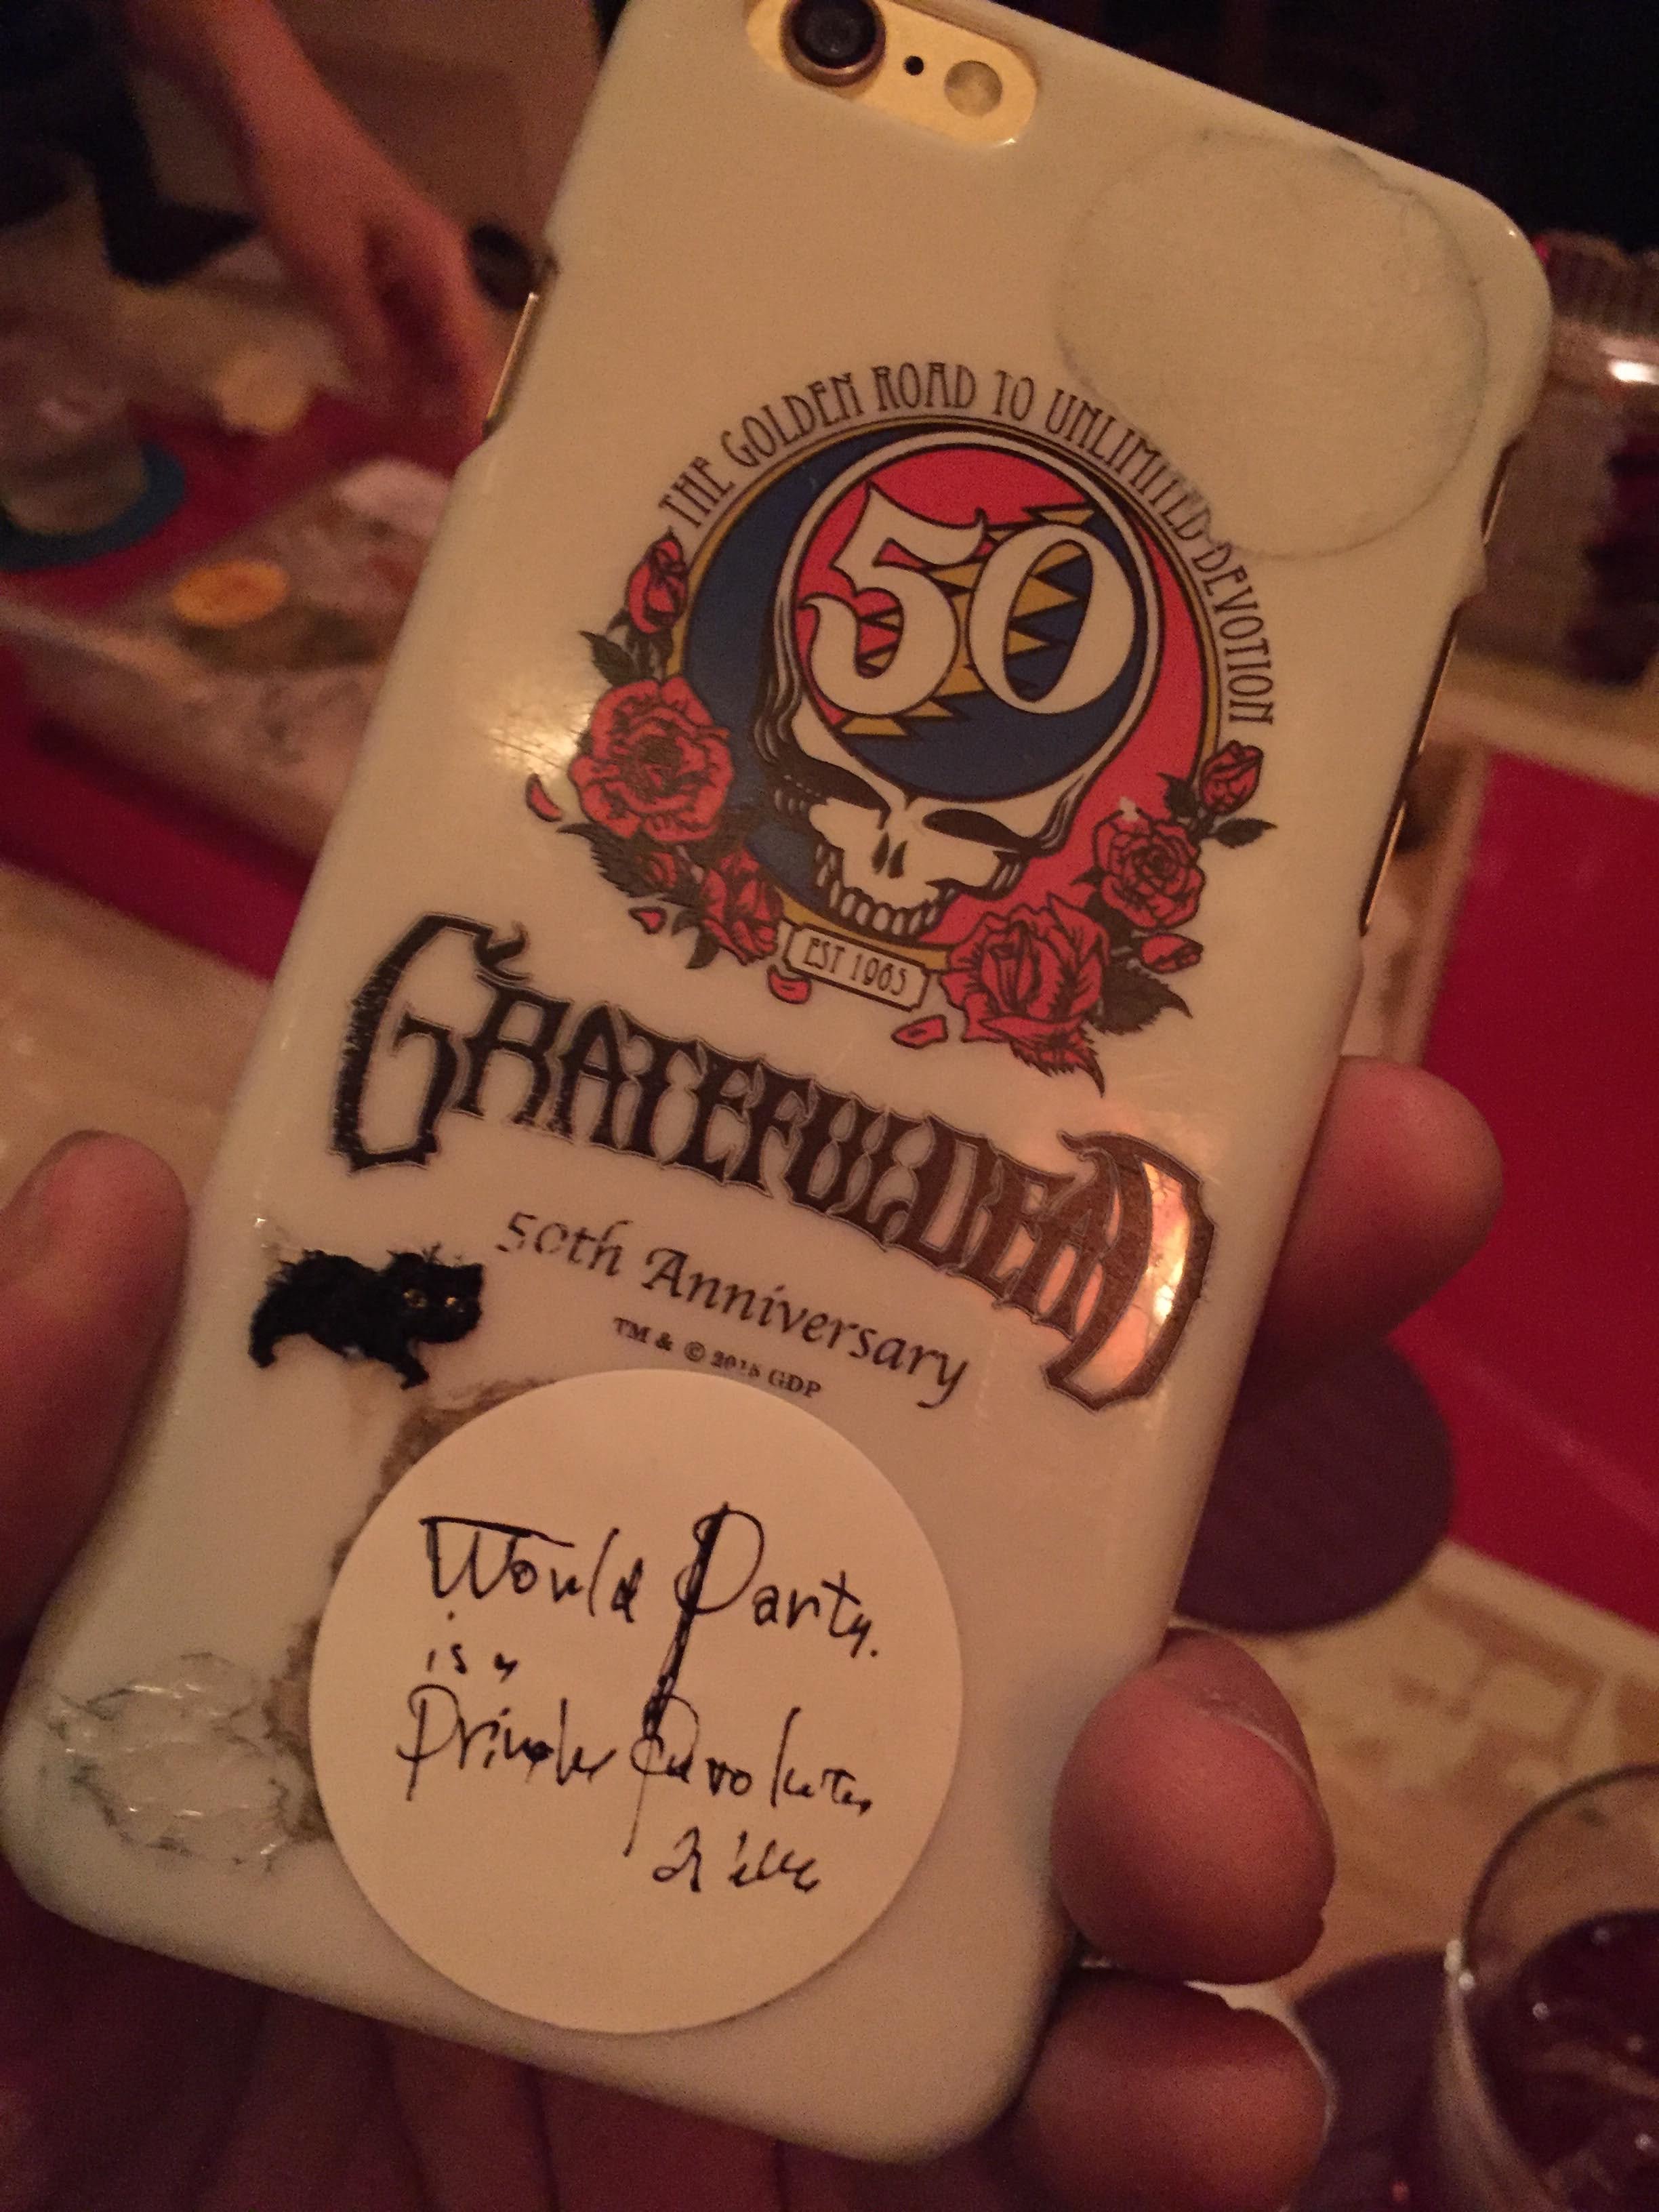 THE GOLDEN ROAD TO UNLIMITED DEVOTION
50
EST 1965
GRATEFUL DEAD
50th Anniversary
TM & © 2015 GDP
World Party.
is a
Private